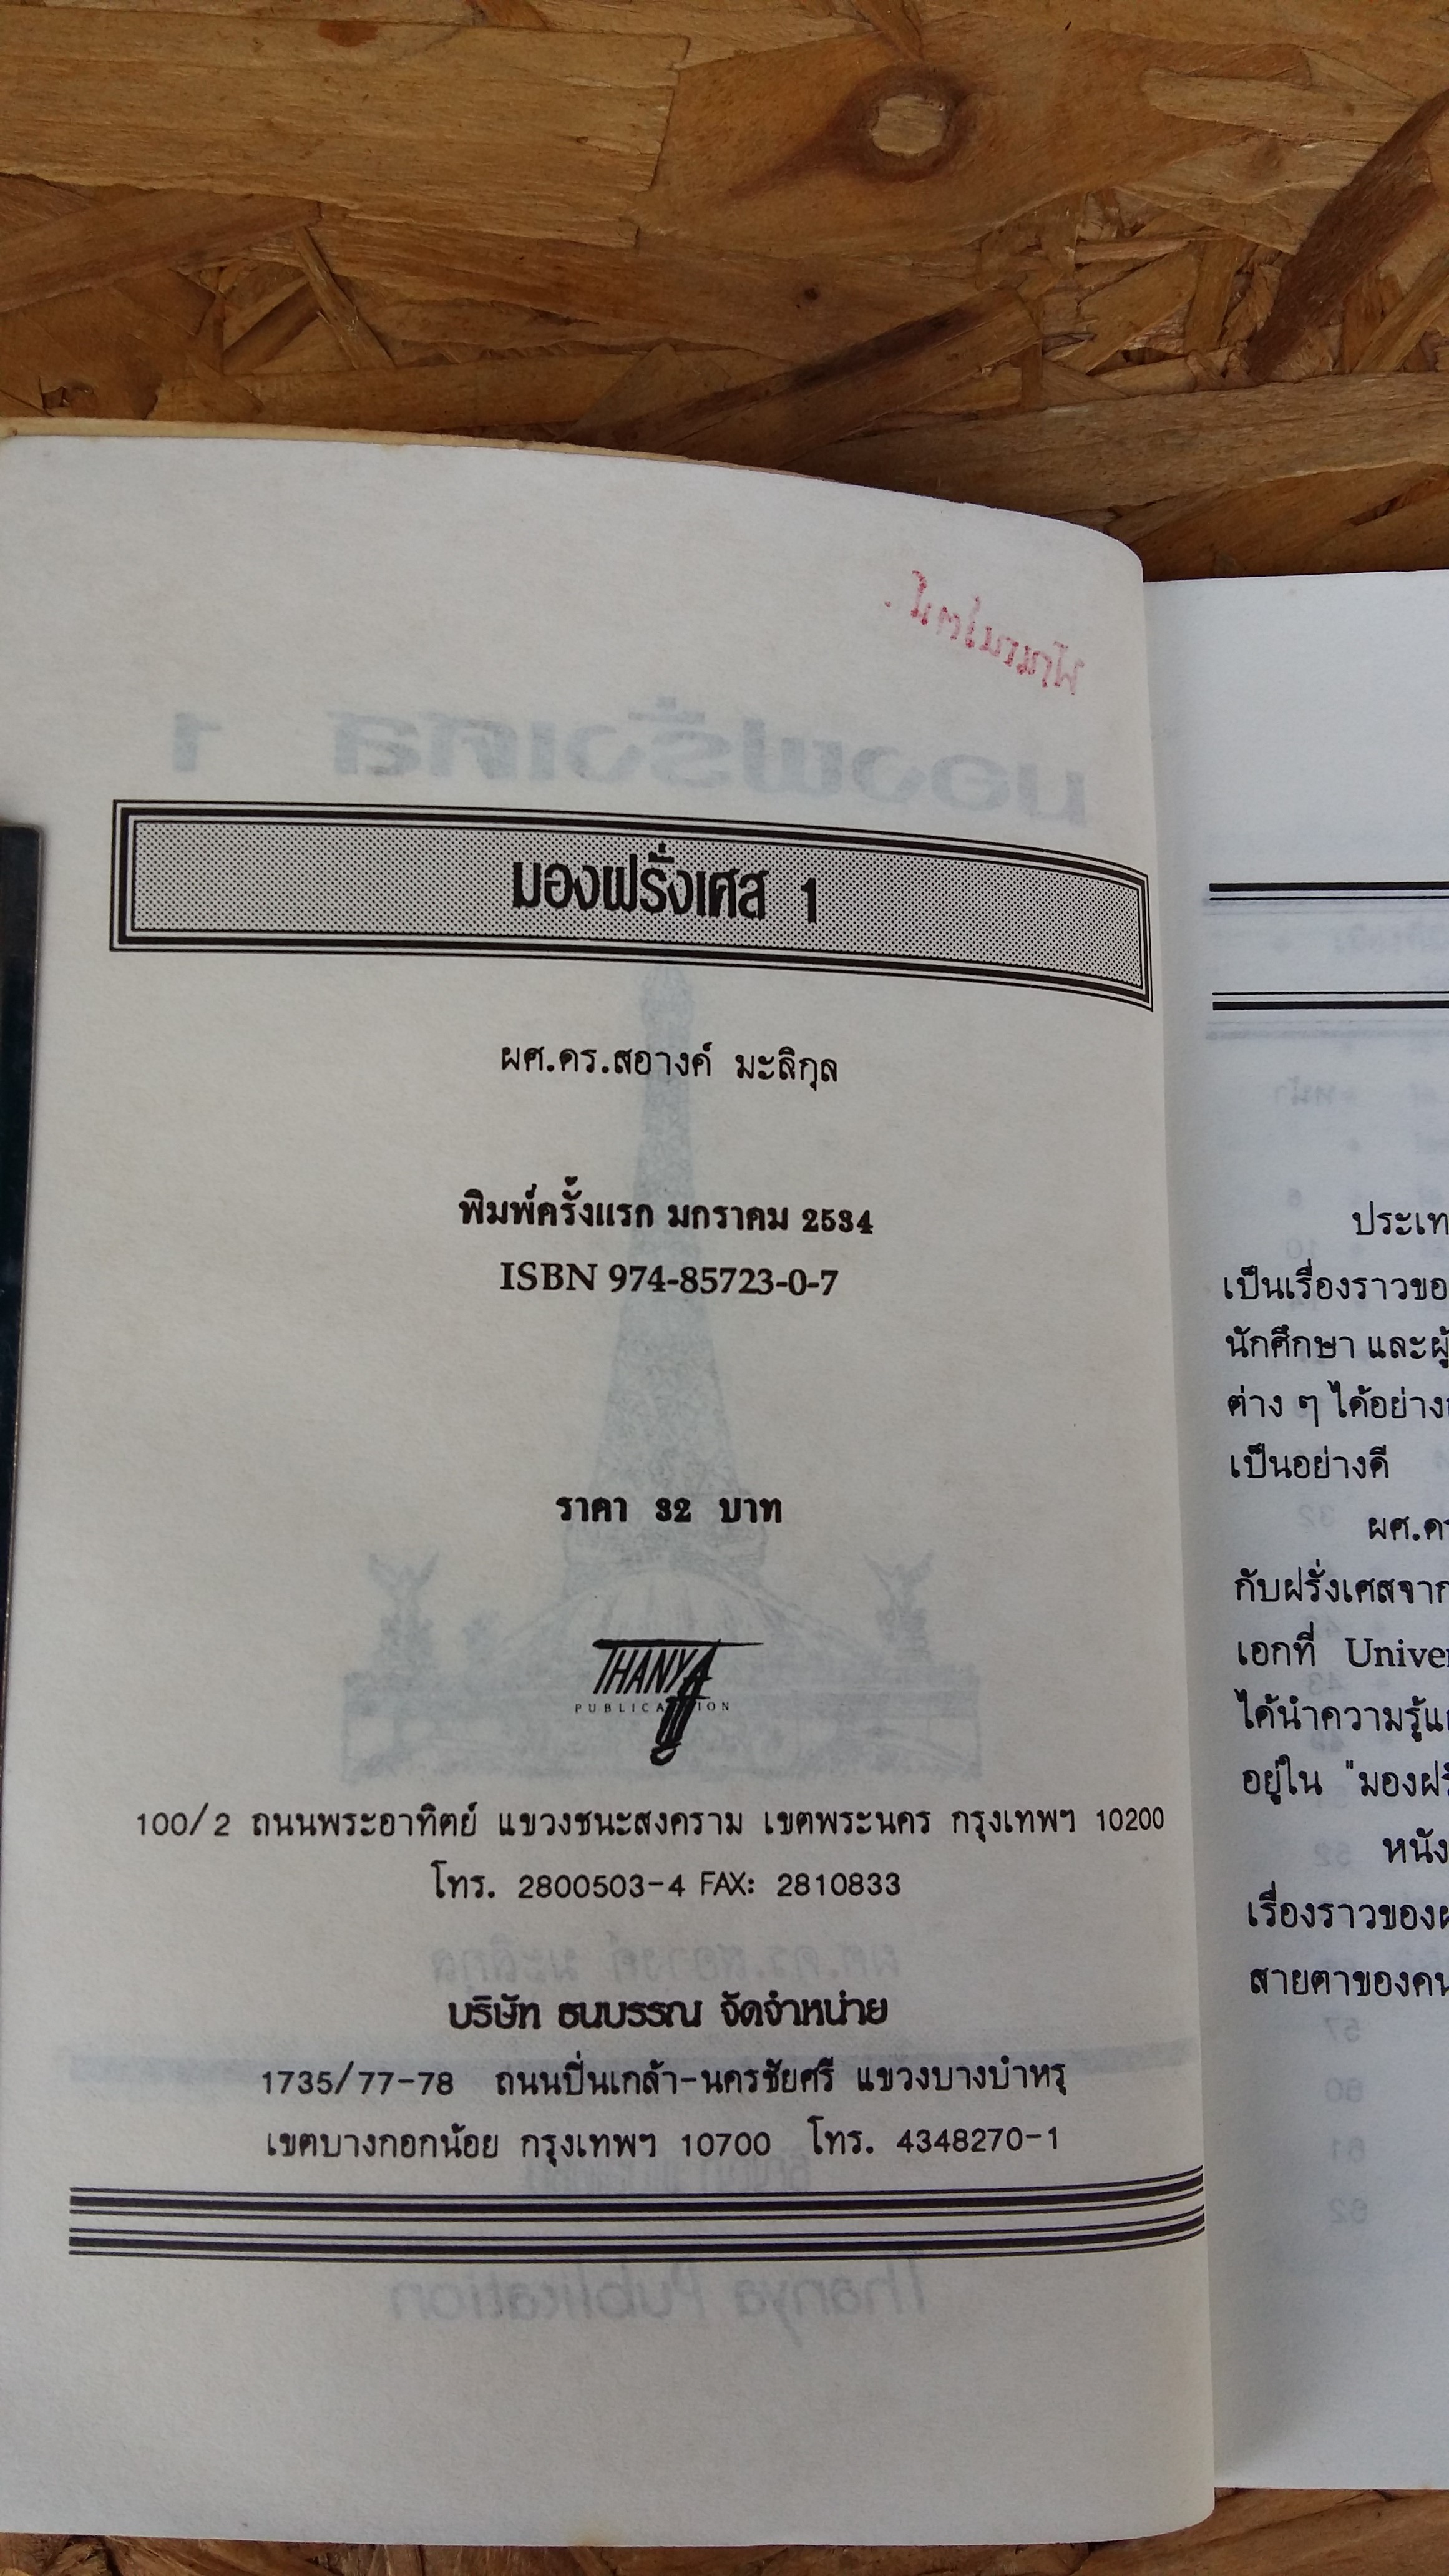 มองฝรั่งเศส 1
ผศ.ดร.สอางค์ มะลิกุล
พิมพ์ครั้งแรก มกราคม 2534
ISBN 974-85723-0-7
ราคา 32 บาท
THANYA
PUBLICATION
100/2 ถนนพระอาทิตย์ แขวงชนะสงคราม เขตพระนคร กรุงเทพฯ 10200
โทร. 2800503-4 FAX: 2810833
บริษัท ธนบรรณ จัดจำหน่าย
1735/77-78 ถนนปิ่นเกล้า-นครชัยศรี แขวงบางบำหรุ
เขตบางกอกน้อย กรุงเทพฯ 10700 โทร. 4348270-1
ประเท
เป็นเรื่องราวขอ
นักศึกษา และผู้
ต่าง ๆ ได้อย่าง
เป็นอย่างดี
ผศ.ดร
กับฝรั่งเศสจาก
เอกที่ Univer
ได้นำความรู้แ
อยู่ใน "มองฝรั
หนัง
เรื่องราวของฝ
สายตาของคน